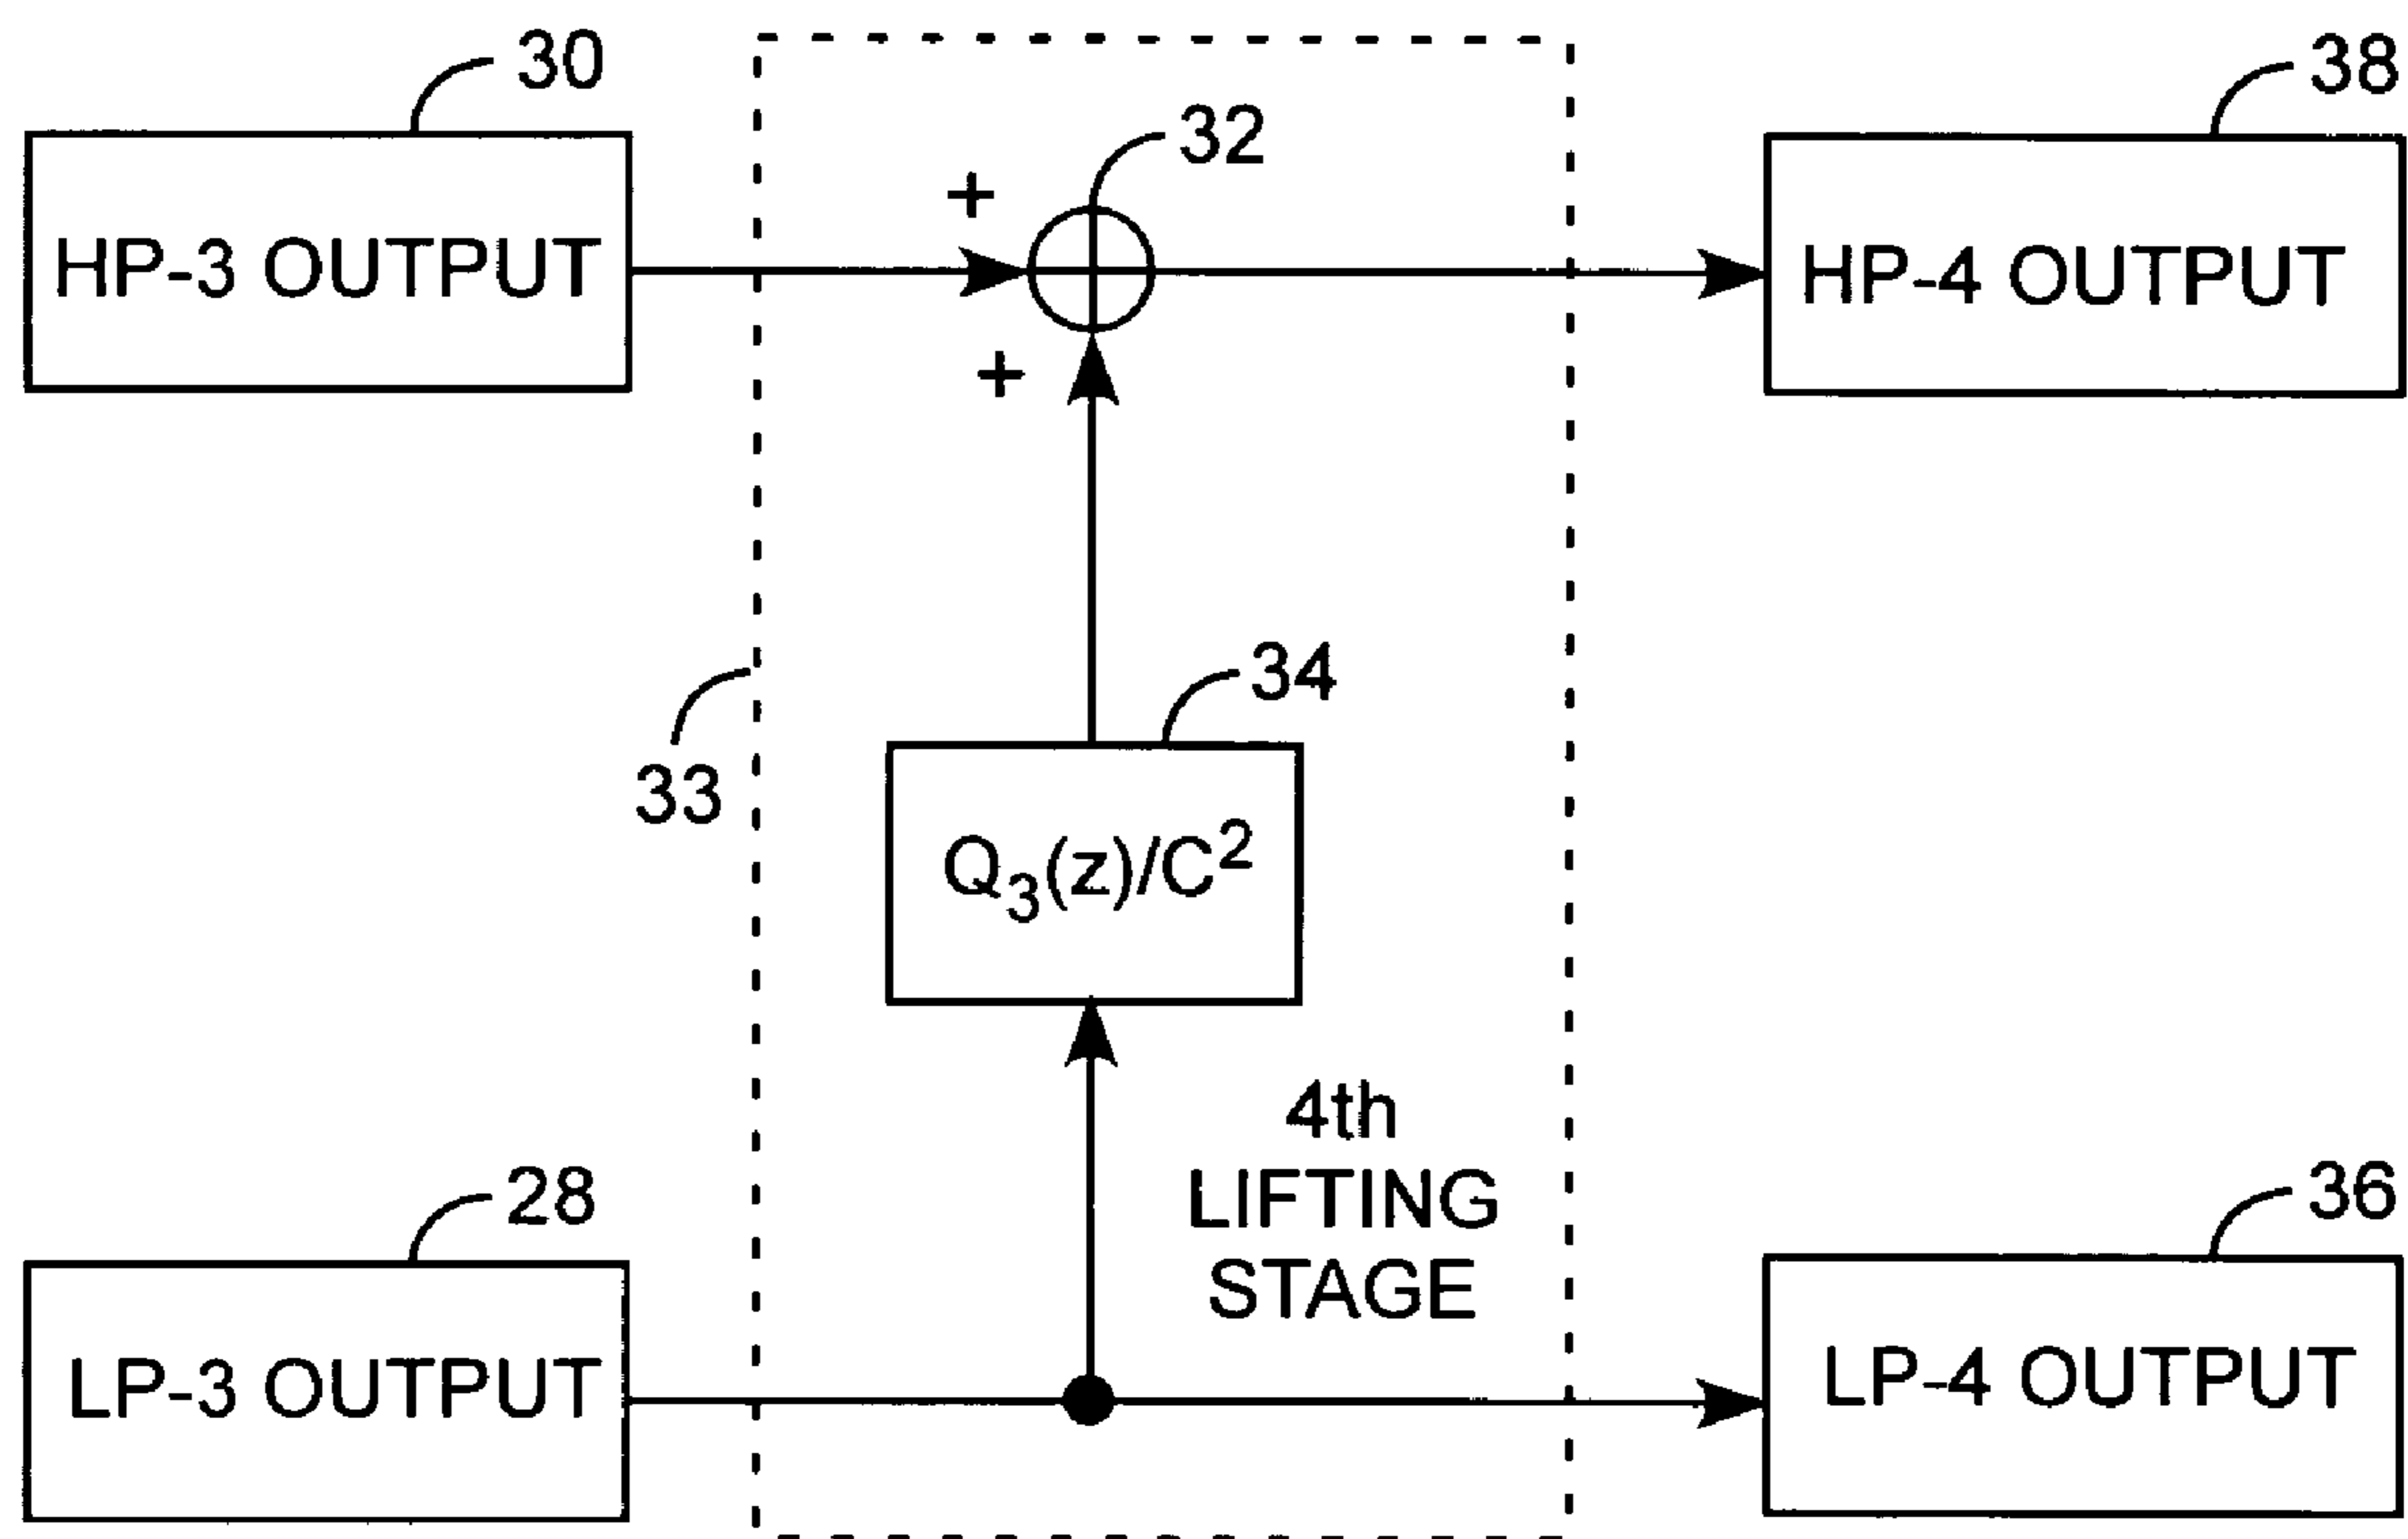 30
38
32
+
HP-3 OUTPUT
HP-4 OUTPUT
+
34
33
Q₃(z)/C²
4th
LIFTING
STAGE
28
36
LP-3 OUTPUT
LP-4 OUTPUT